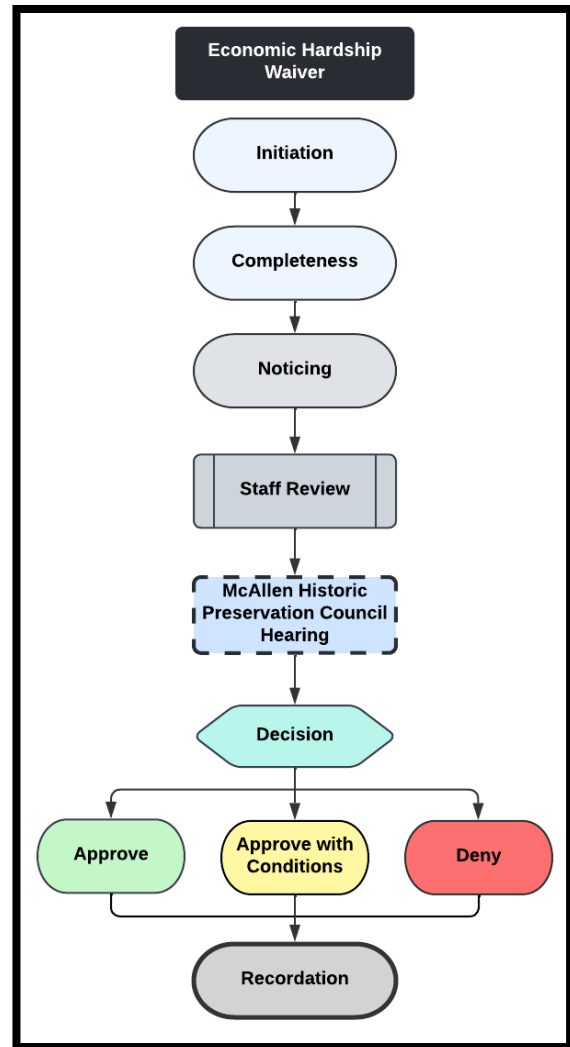 Economic Hardship
Waiver
Initiation
Completeness
Noticing
Staff Review
McAllen Historic
Preservation Council
Hearing
Decision
Approve
Approve with
Conditions
Deny
Recordation